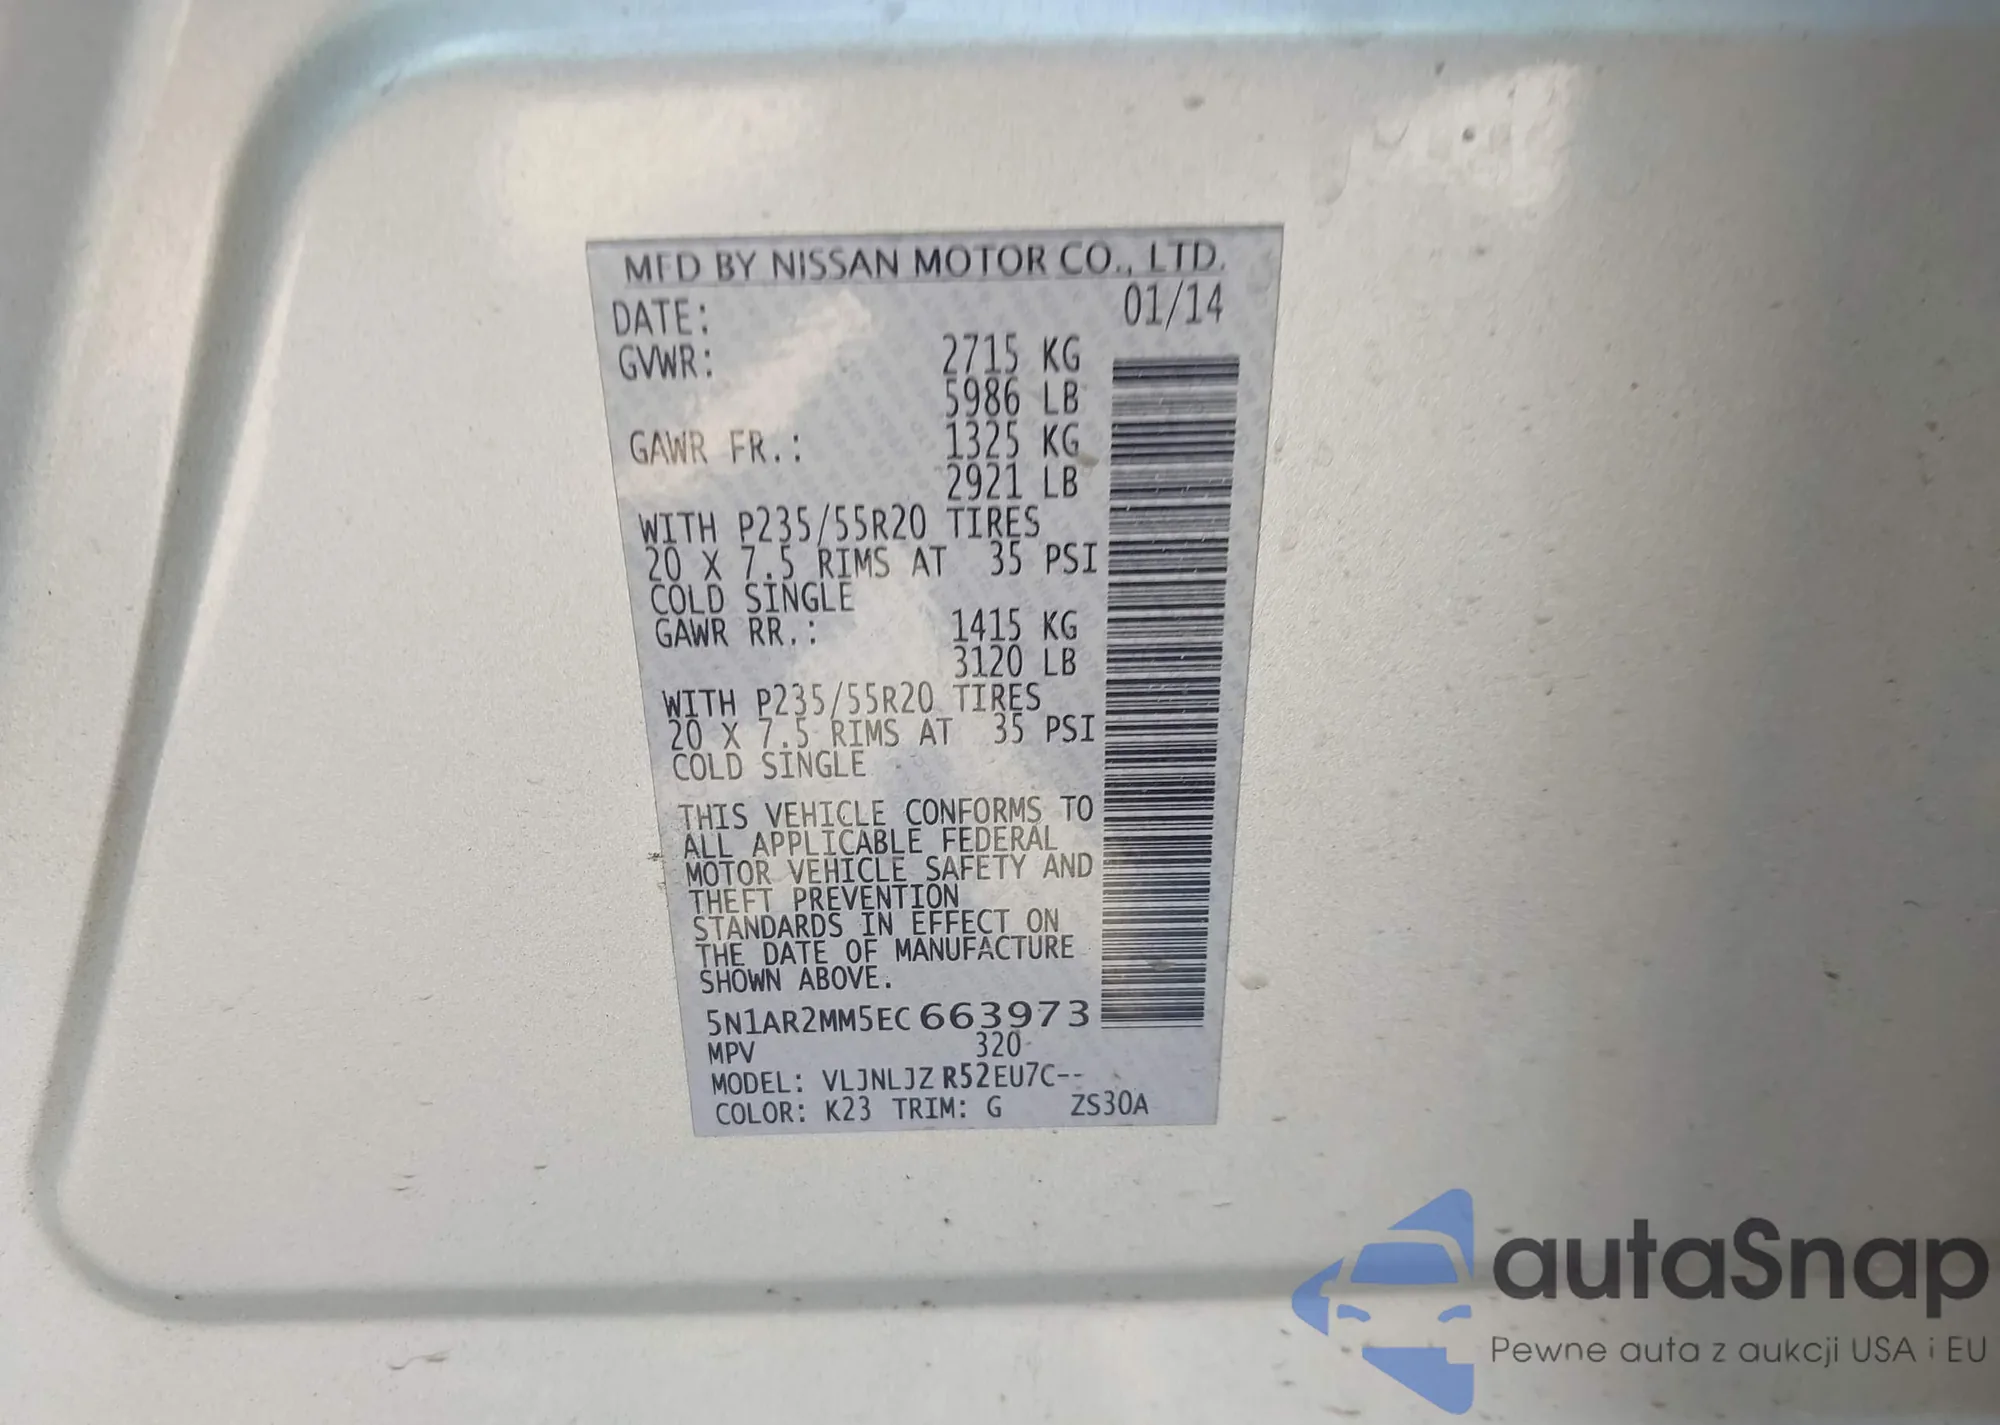 MFD BY NISSAN MOTOR CO., LTD.
DATE: 01/14
GVWR: 2715 KG
5986 LB
GAWR FR.: 1325 KG
2921 LB
WITH P235/55R20 TIRES
20 X 7.5 RIMS AT 35 PSI
COLD SINGLE
GAWR RR.: 1415 KG
3120 LB
WITH P235/55R20 TIRES
20 X 7.5 RIMS AT 35 PSI
COLD SINGLE
THIS VEHICLE CONFORMS TO
ALL APPLICABLE FEDERAL
MOTOR VEHICLE SAFETY AND
THEFT PREVENTION
STANDARDS IN EFFECT ON
THE DATE OF MANUFACTURE
SHOWN ABOVE.
5N1AR2MM5EC663973
MPV 320
MODEL: VLJNLJZ R52EU7C--
COLOR: K23 TRIM: G ZS30A
autaSnap
Pewne auta z aukcji USA i EU